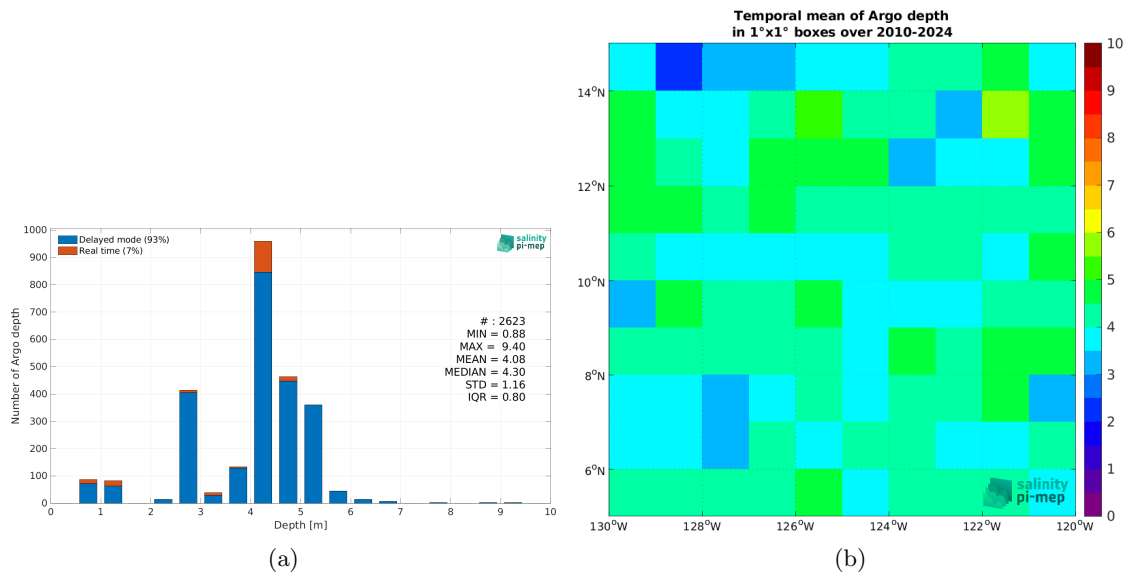 1000
900
800
700
600
500
400
300
200
100
0
Number of Argo depth
Delayed mode (93%)
Real time (7%)
salinity
pi-mep
# : 2623
MIN = 0.88
MAX = 9.40
MEAN = 4.08
MEDIAN = 4.30
STD = 1.16
IQR = 0.80
0 1 2 3 4 5 6 7 8 9 10
Depth [m]
(a)
Temporal mean of Argo depth
in 1°x1° boxes over 2010-2024
14°N
12°N
10°N
8°N
6°N
130°W 128°W 126°W 124°W 122°W 120°W
salinity
pi-mep
10
9
8
7
6
5
4
3
2
1
0
(b)